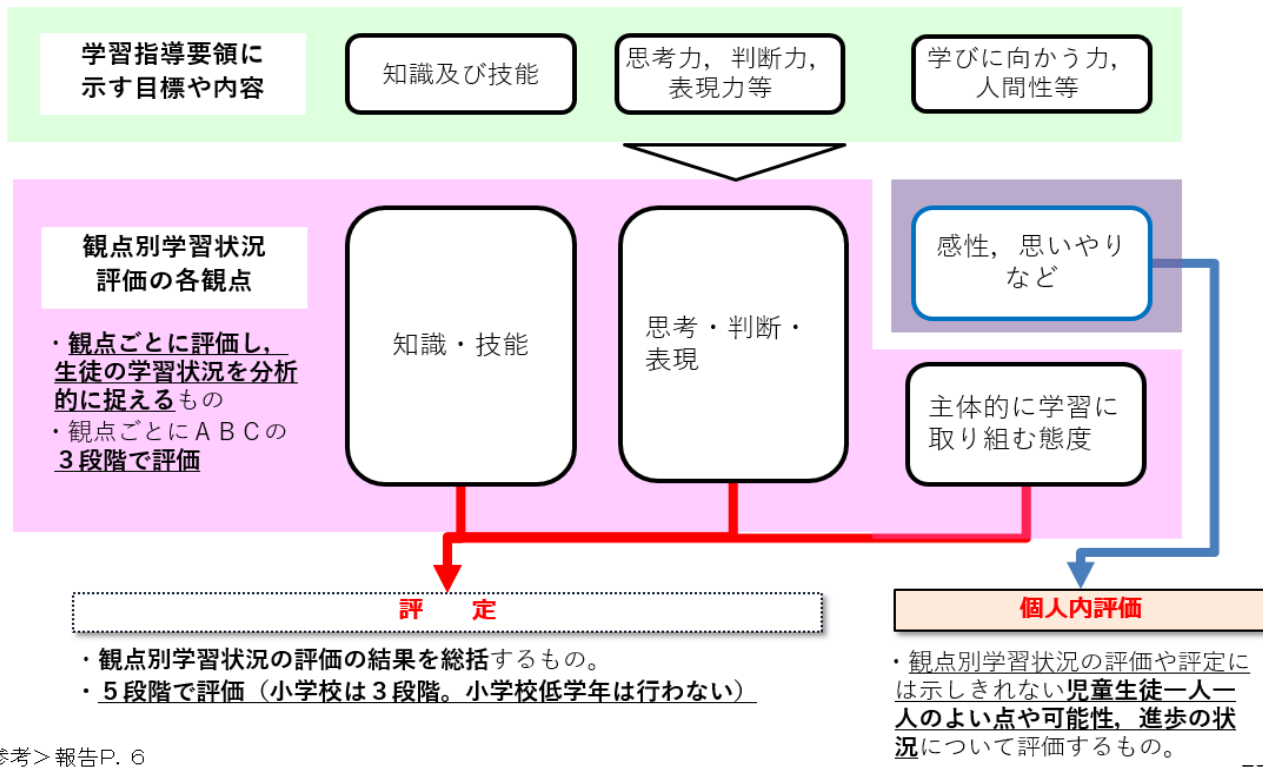 学習指導要領に
示す目標や内容
知識及び技能
思考力，判断力，
表現力等
学びに向かう力，
人間性等
観点別学習状況
評価の各観点
・観点ごとに評価し，
生徒の学習状況を分析
的に捉えるもの
・観点ごとにＡＢＣの
３段階で評価
知識・技能
思考・判断・
表現
感性，思いやり
など
主体的に学習に
取り組む態度
評　定
・観点別学習状況の評価の結果を総括するもの。
・５段階で評価（小学校は３段階。小学校低学年は行わない）
個人内評価
・観点別学習状況の評価や評定に
は示しきれない児童生徒一人一
人のよい点や可能性，進歩の状
況について評価するもの。
参考＞報告P. 6